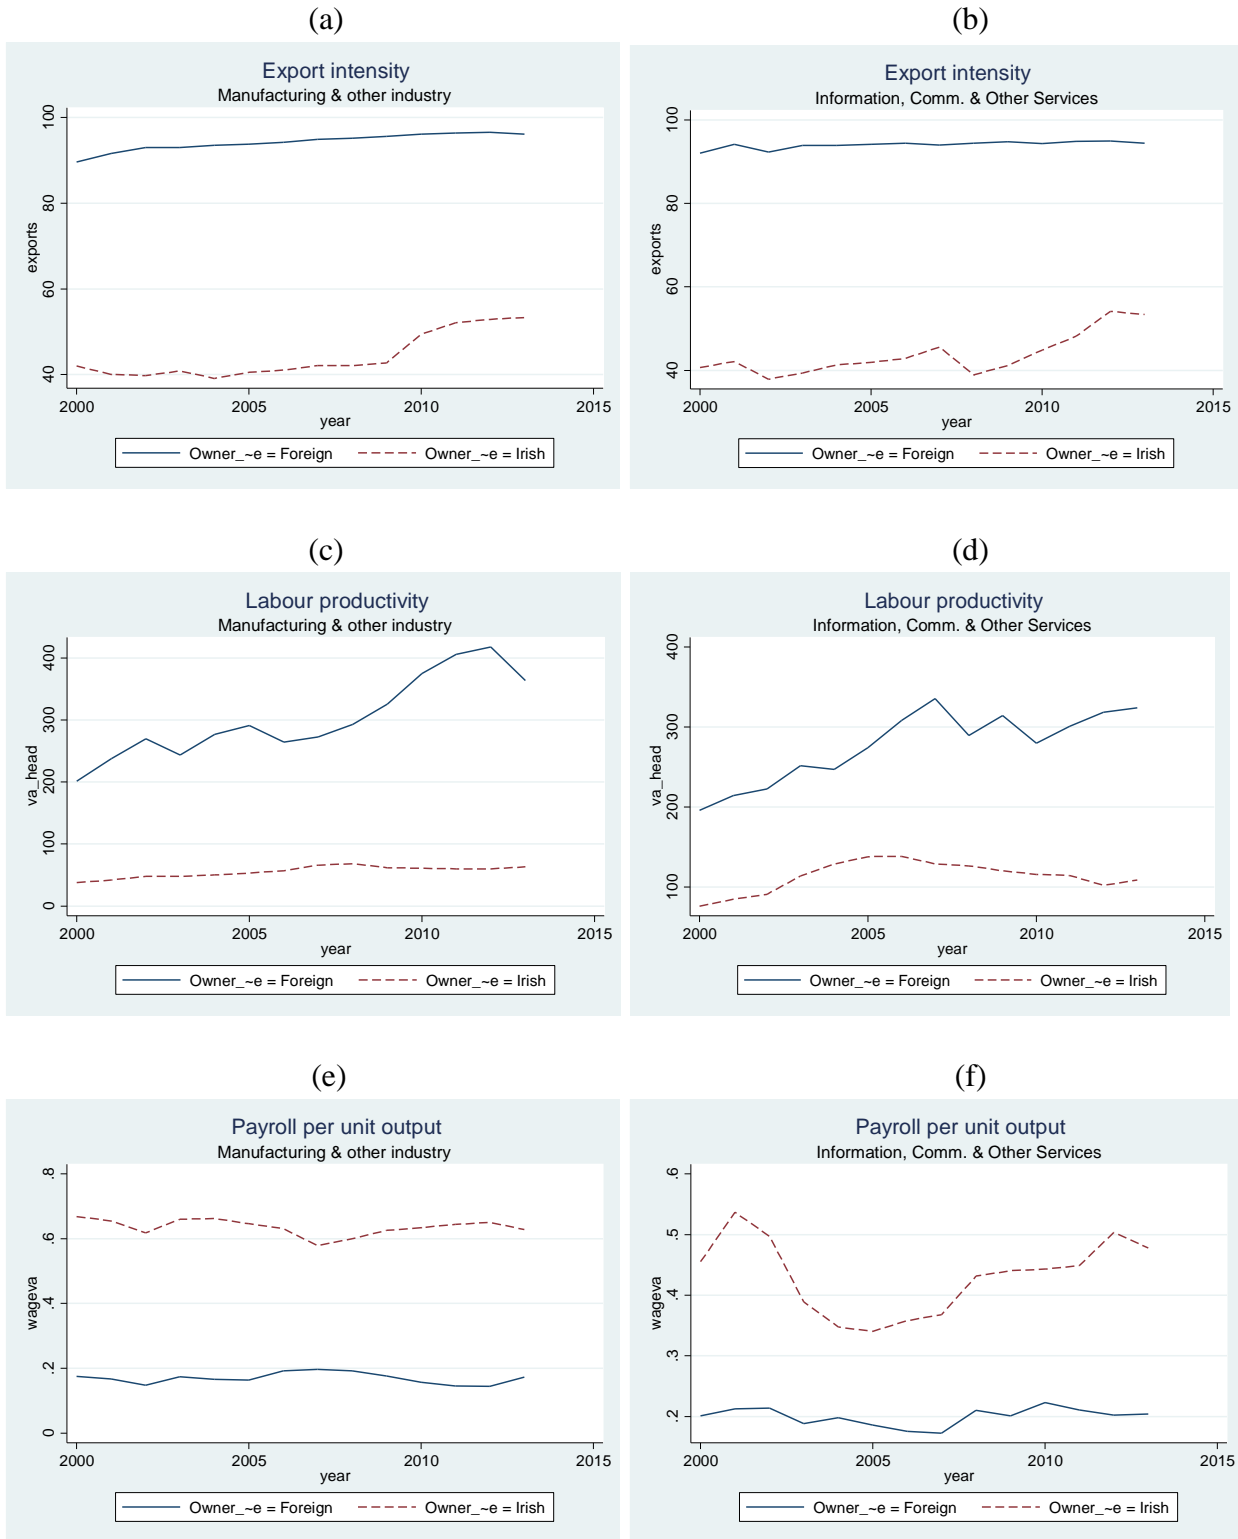 (a)
Export intensity
Manufacturing & other industry
100
80
60
40
exports
2000 2005 2010 2015
year
Owner_~e = Foreign Owner_~e = Irish
(b)
Export intensity
Information, Comm. & Other Services
100
80
60
40
exports
2000 2005 2010 2015
year
Owner_~e = Foreign Owner_~e = Irish
(c)
Labour productivity
Manufacturing & other industry
400
300
200
100
0
va_head
2000 2005 2010 2015
year
Owner_~e = Foreign Owner_~e = Irish
(d)
Labour productivity
Information, Comm. & Other Services
400
300
200
100
va_head
2000 2005 2010 2015
year
Owner_~e = Foreign Owner_~e = Irish
(e)
Payroll per unit output
Manufacturing & other industry
.8
.6
.4
.2
0
wageva
2000 2005 2010 2015
year
Owner_~e = Foreign Owner_~e = Irish
(f)
Payroll per unit output
Information, Comm. & Other Services
.6
.5
.4
.3
.2
wageva
2000 2005 2010 2015
year
Owner_~e = Foreign Owner_~e = Irish